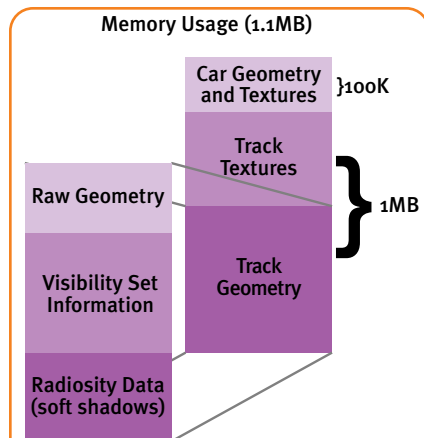 Memory Usage (1.1MB)
Car Geometry
and Textures
}100K
Track
Textures
}
1MB
Raw Geometry
Track
Geometry
Visibility Set
Information
Radiosity Data
(soft shadows)